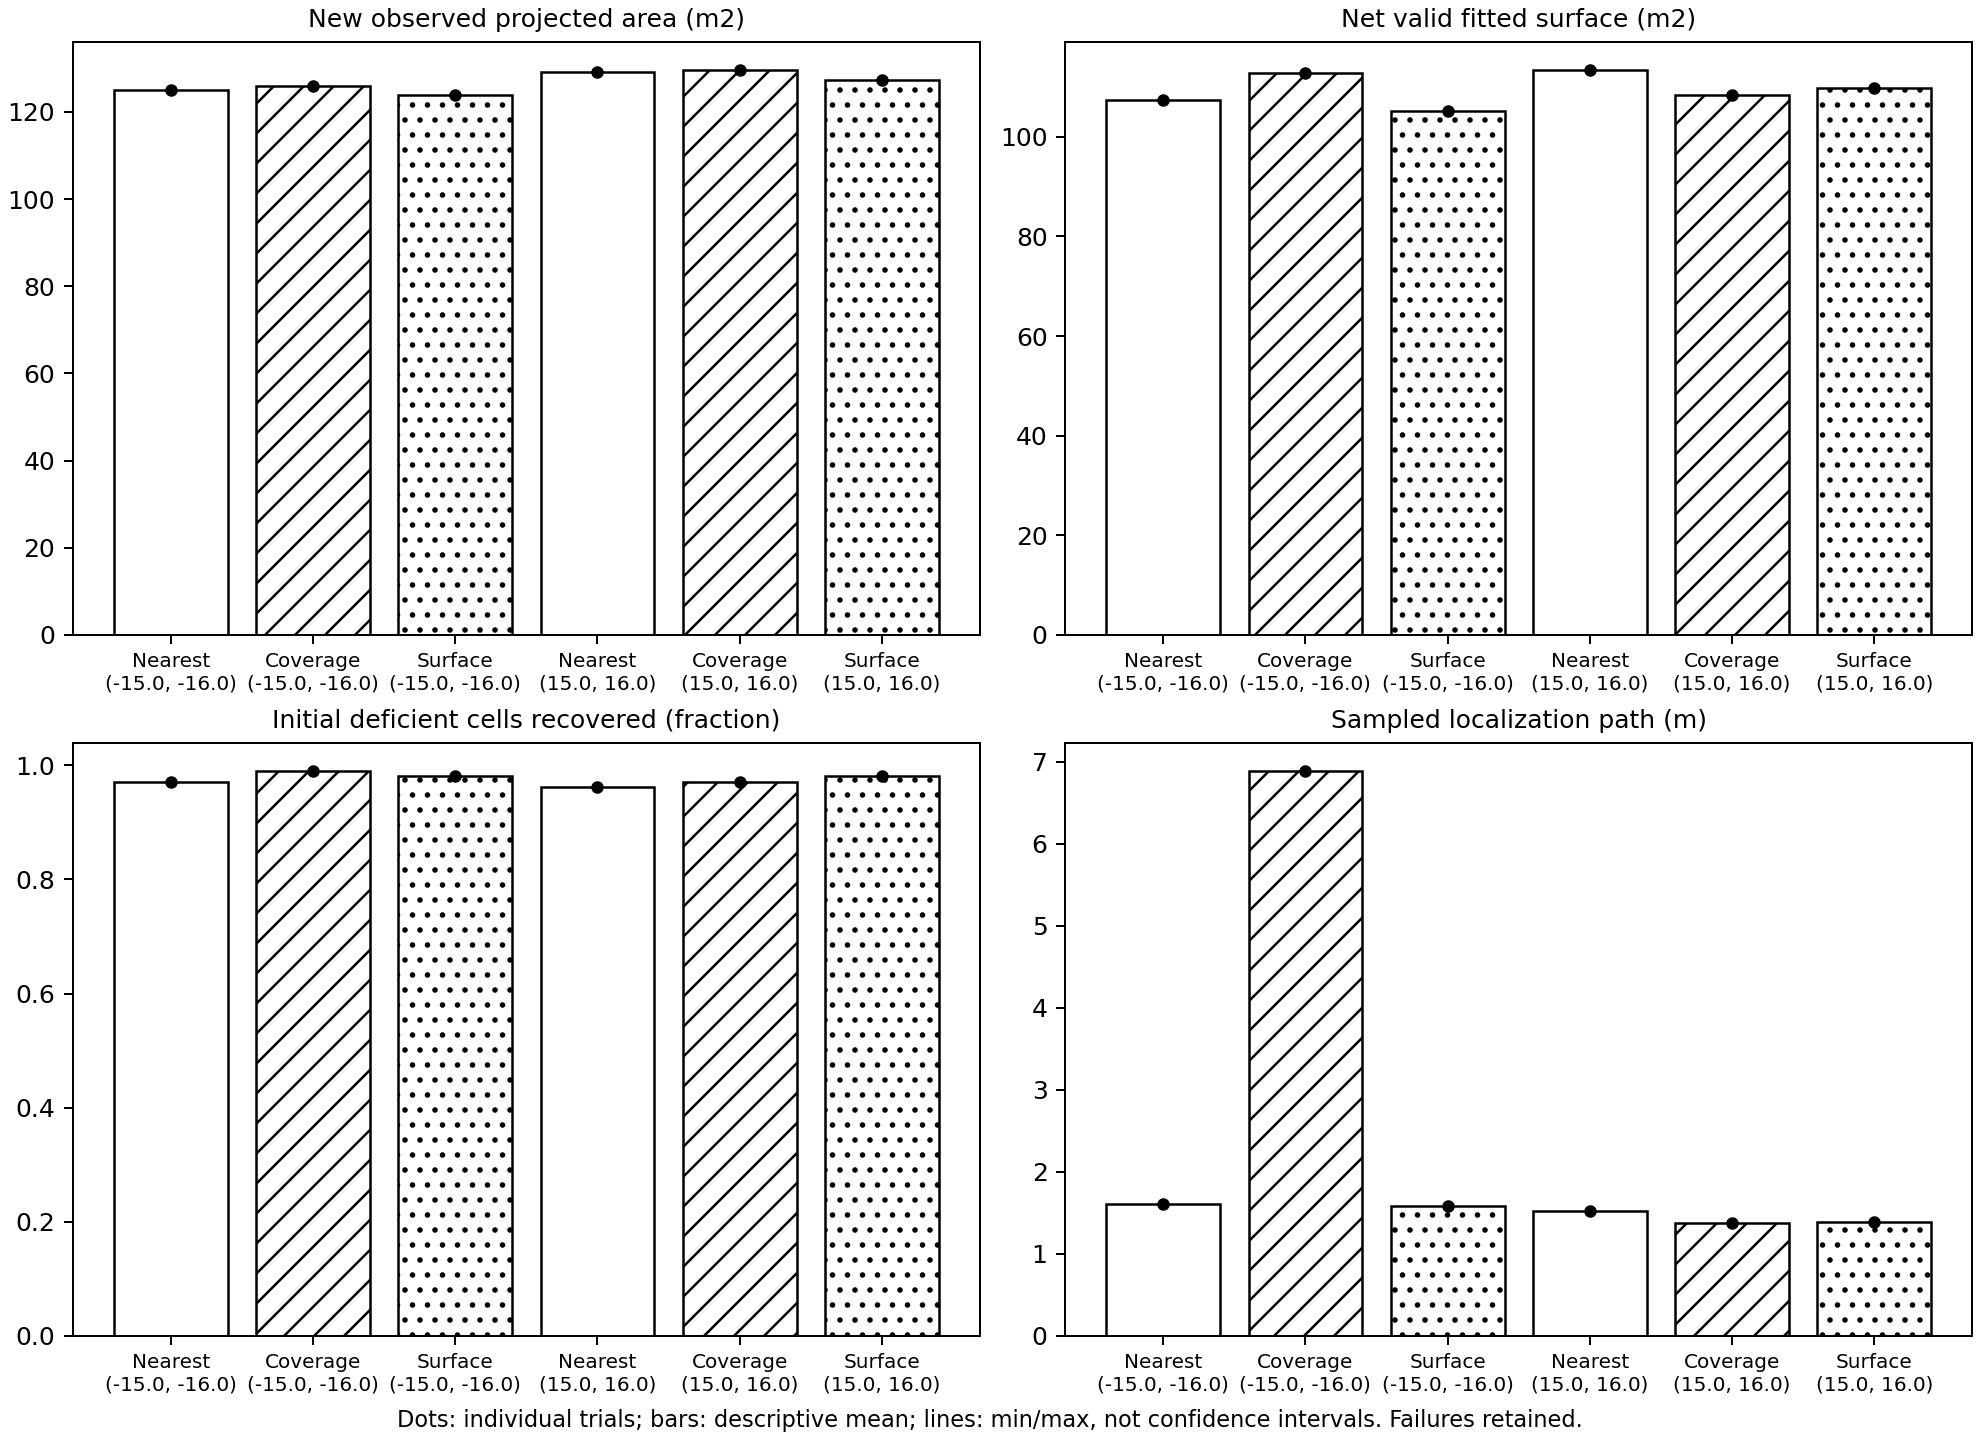 New observed projected area (m2)
120
100
80
60
40
20
0
Nearest Coverage Surface Nearest Coverage Surface
(-15.0, -16.0) (-15.0, -16.0) (-15.0, -16.0) (15.0, 16.0) (15.0, 16.0) (15.0, 16.0)
Net valid fitted surface (m2)
100
80
60
40
20
0
Nearest Coverage Surface Nearest Coverage Surface
(-15.0, -16.0) (-15.0, -16.0) (-15.0, -16.0) (15.0, 16.0) (15.0, 16.0) (15.0, 16.0)
Initial deficient cells recovered (fraction)
1.0
0.8
0.6
0.4
0.2
0.0
Nearest Coverage Surface Nearest Coverage Surface
(-15.0, -16.0) (-15.0, -16.0) (-15.0, -16.0) (15.0, 16.0) (15.0, 16.0) (15.0, 16.0)
Sampled localization path (m)
7
6
5
4
3
2
1
0
Nearest Coverage Surface Nearest Coverage Surface
(-15.0, -16.0) (-15.0, -16.0) (-15.0, -16.0) (15.0, 16.0) (15.0, 16.0) (15.0, 16.0)
Dots: individual trials; bars: descriptive mean; lines: min/max, not confidence intervals. Failures retained.